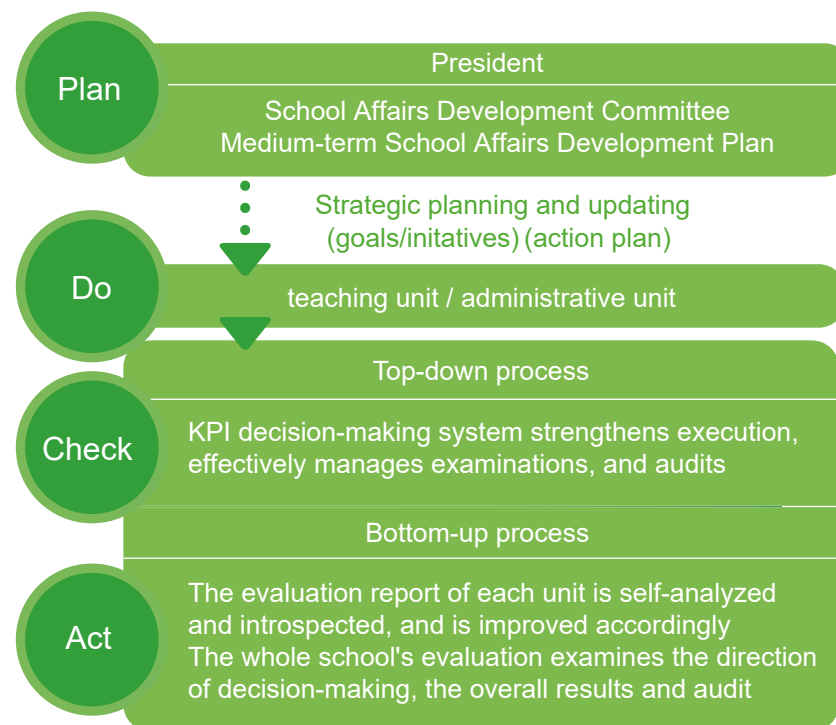 Plan
President
School Affairs Development Committee
Medium-term School Affairs Development Plan
Strategic planning and updating
(goals/initatives) (action plan)
Do
teaching unit / administrative unit
Check
Top-down process
KPI decision-making system strengthens execution,
effectively manages examinations, and audits
Bottom-up process
Act
The evaluation report of each unit is self-analyzed
and introspected, and is improved accordingly
The whole school's evaluation examines the direction
of decision-making, the overall results and audit